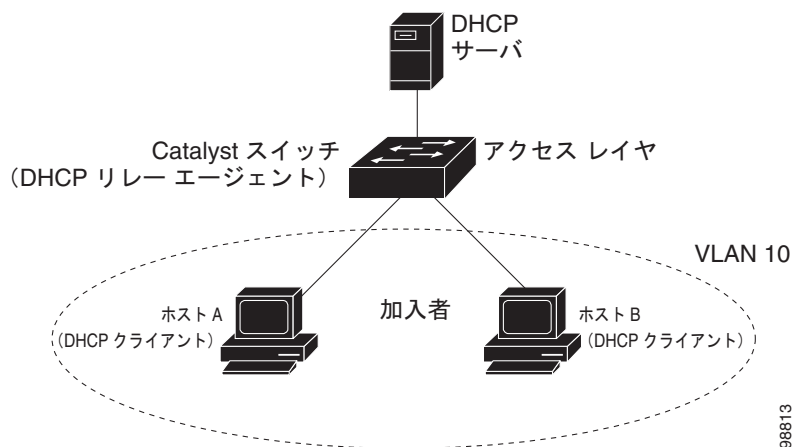 DHCP
サーバ
Catalyst スイッチ
(DHCP リレー エージェント)
アクセス レイヤ
VLAN 10
ホスト A
(DHCP クライアント)
加入者
ホスト B
(DHCP クライアント)
98813